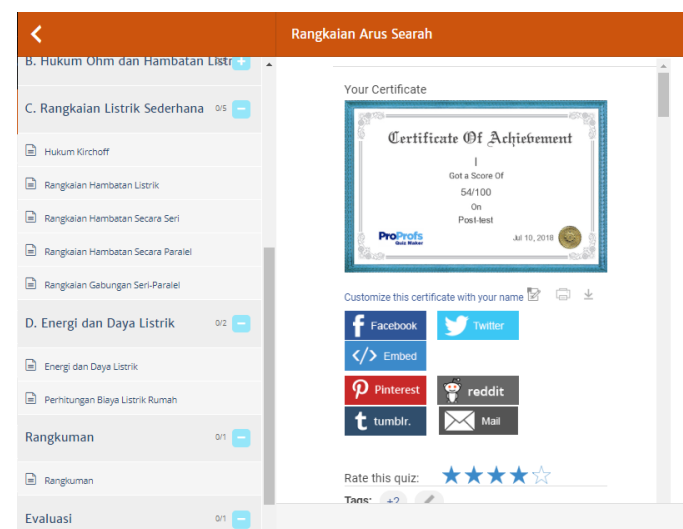 Rangkaian Arus Searah
B. Hukum Ohm dan Hambatan Listr
C. Rangkaian Listrik Sederhana 0/5
Hukum Kirchoff
Rangkaian Hambatan Listrik
Rangkaian Hambatan Secara Seri
Rangkaian Hambatan Secara Paralel
Rangkaian Gabungan Seri-Paralel
D. Energi dan Daya Listrik 0/2
Energi dan Daya Listrik
Perhitungan Biaya Listrik Rumah
Rangkuman 0/1
Rangkuman
Evaluasi 0/1
Your Certificate
Certificate Of Achievement
Got a Score Of
54/100
On
Post-test
ProProfs
Quiz Maker
Jul 10, 2018
Customize this certificate with your name
Facebook
Twitter
</> Embed
Pinterest
reddit
tumblr.
Mail
Rate this quiz:
Tags: +2